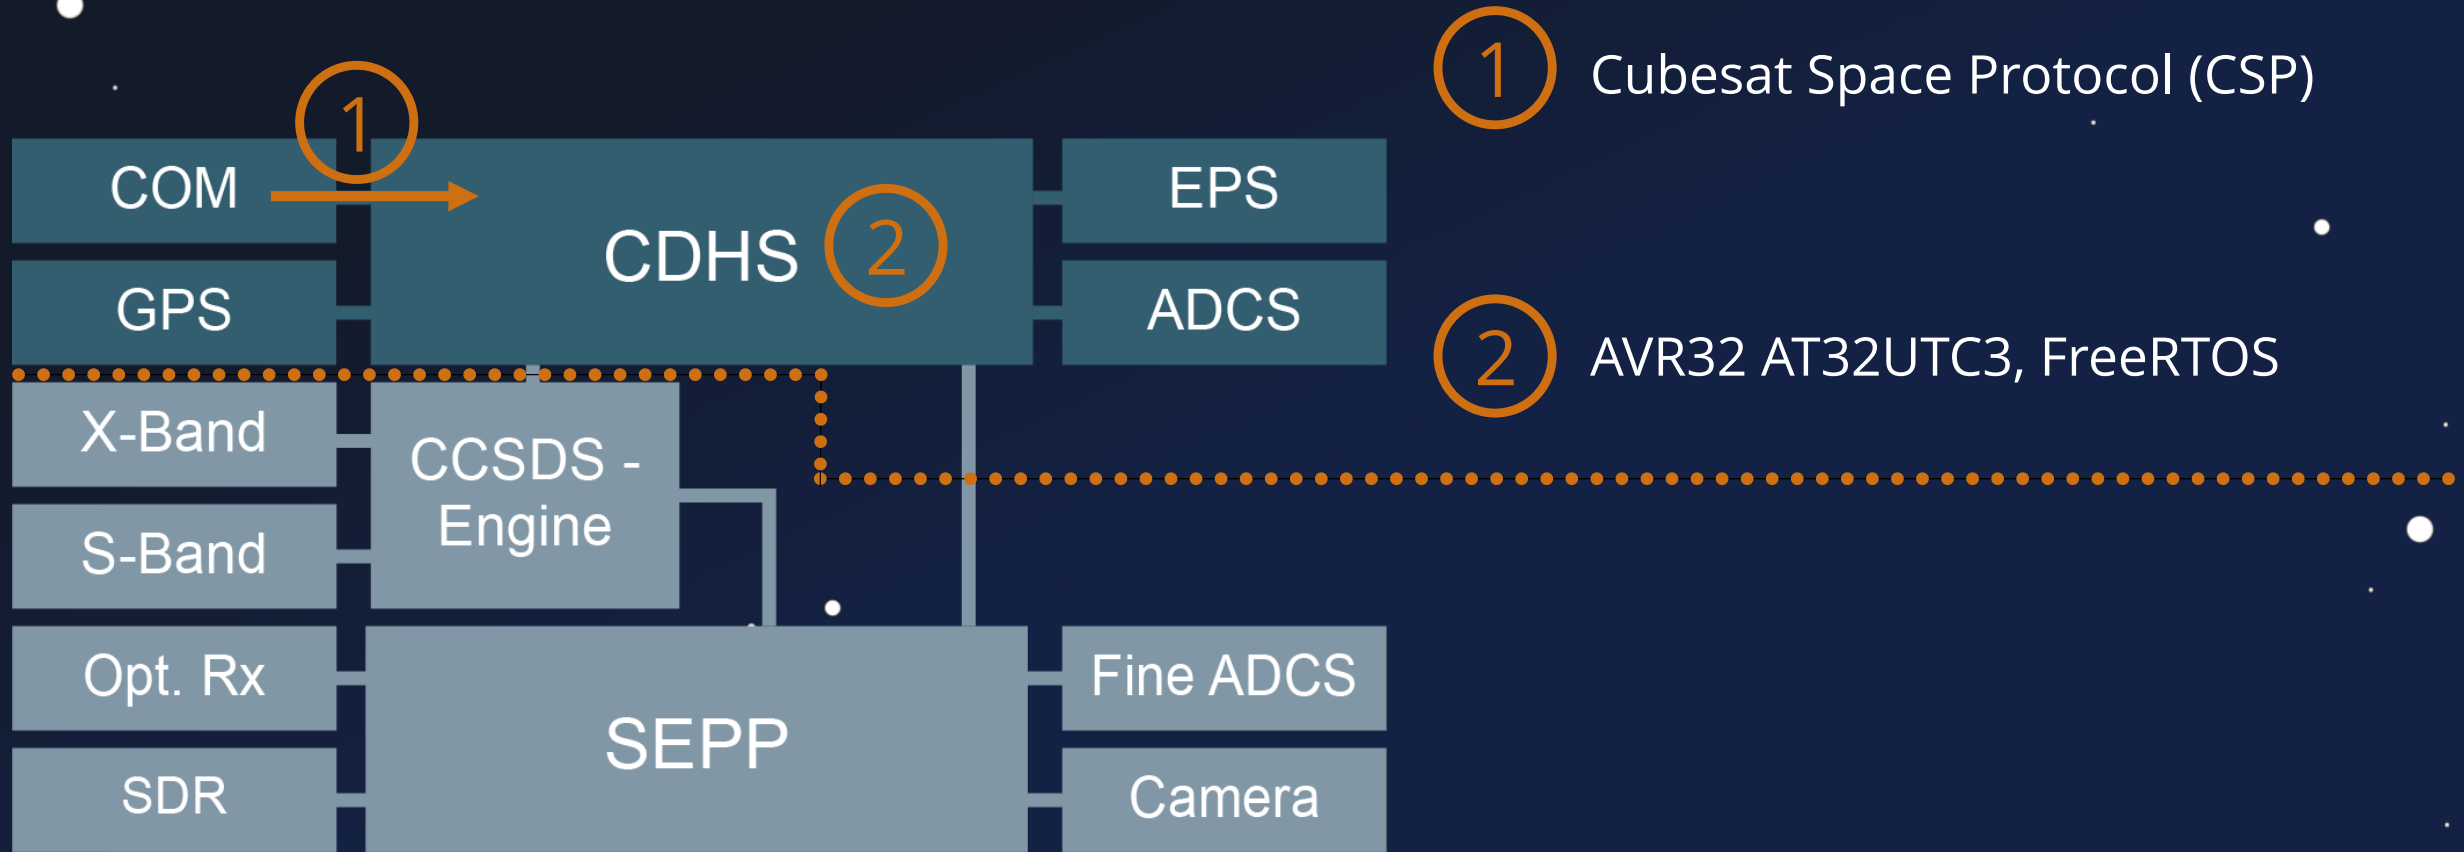 1
Cubesat Space Protocol (CSP)
1
COM
CDHS
2
EPS
GPS
ADCS
2
AVR32 AT32UTC3, FreeRTOS
X-Band
CCSDS -
Engine
S-Band
Opt. Rx
SEPP
Fine ADCS
SDR
Camera